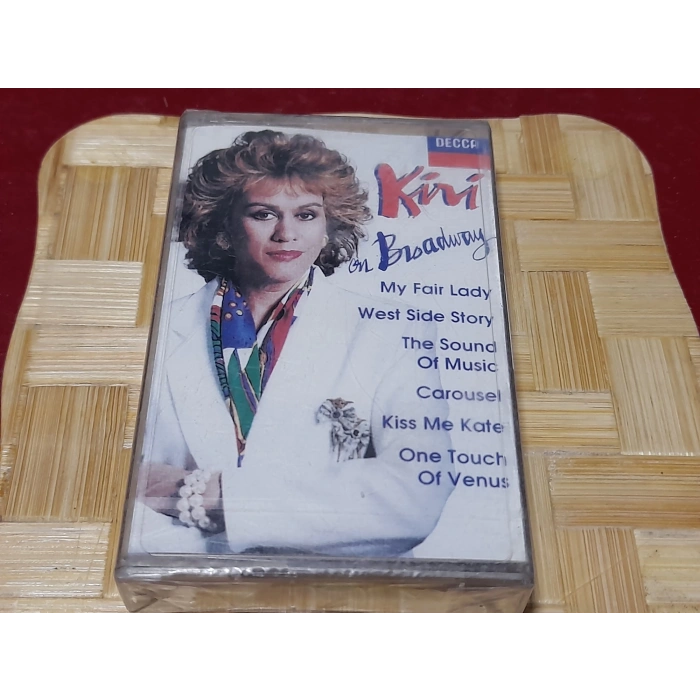 DECCA
Kiri
on Broadway
My Fair Lady
West Side Story
The Sound
Of Music
Carousel
Kiss Me Kate
One Touch
Of Venus